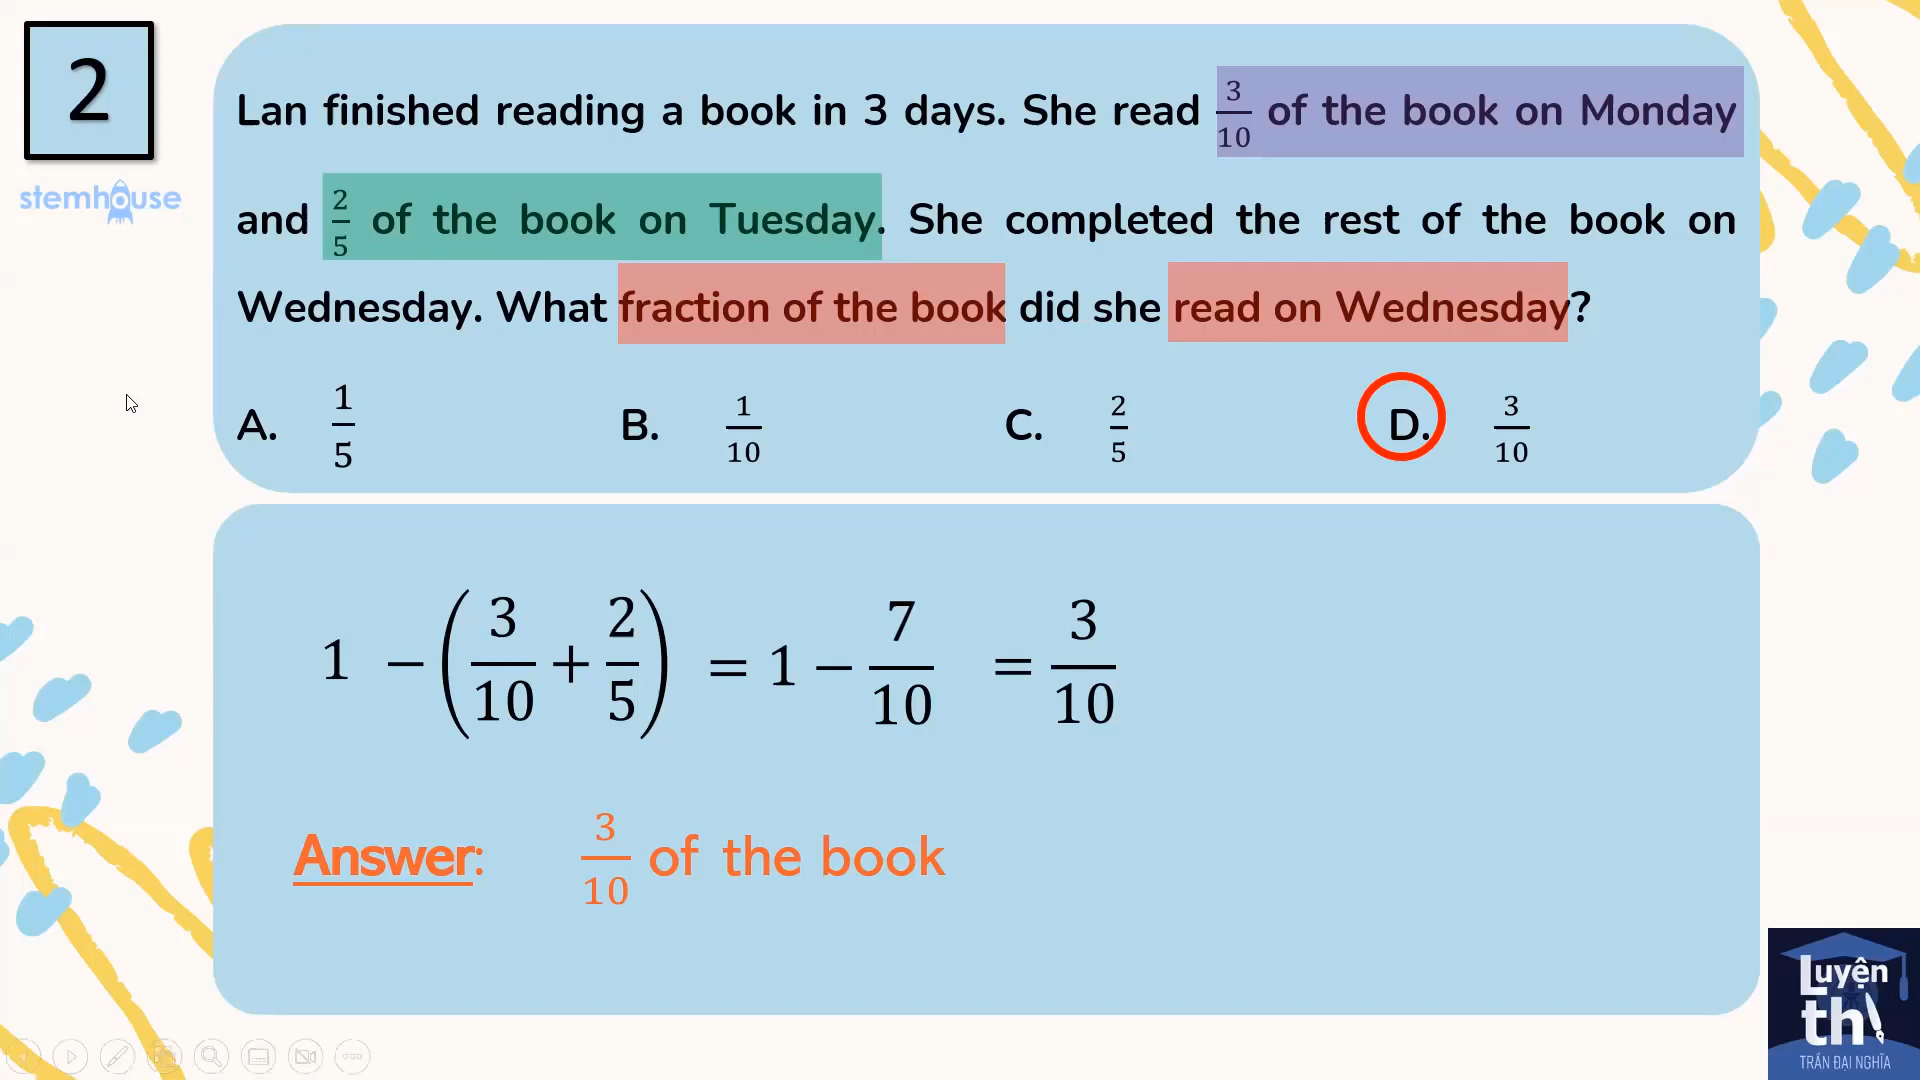 2
stemhouse
Lan finished reading a book in 3 days. She read 3/10 of the book on Monday
and 2/5 of the book on Tuesday. She completed the rest of the book on
Wednesday. What fraction of the book did she read on Wednesday?
A. 1/5 B. 1/10 C. 2/5 D. 3/10
1 − (3/10 + 2/5) = 1 − 7/10 = 3/10
Answer: 3/10 of the book
Luyện
thi
TRẦN ĐẠI NGHĨA